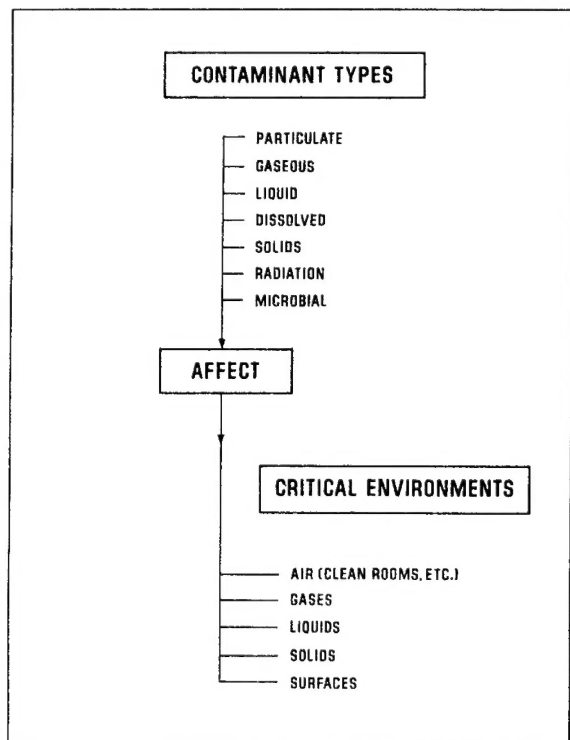 CONTAMINANT TYPES
PARTICULATE
GASEOUS
LIQUID
DISSOLVED
SOLIDS
RADIATION
MICROBIAL
AFFECT
CRITICAL ENVIRONMENTS
AIR (CLEAN ROOMS, ETC.)
GASES
LIQUIDS
SOLIDS
SURFACES